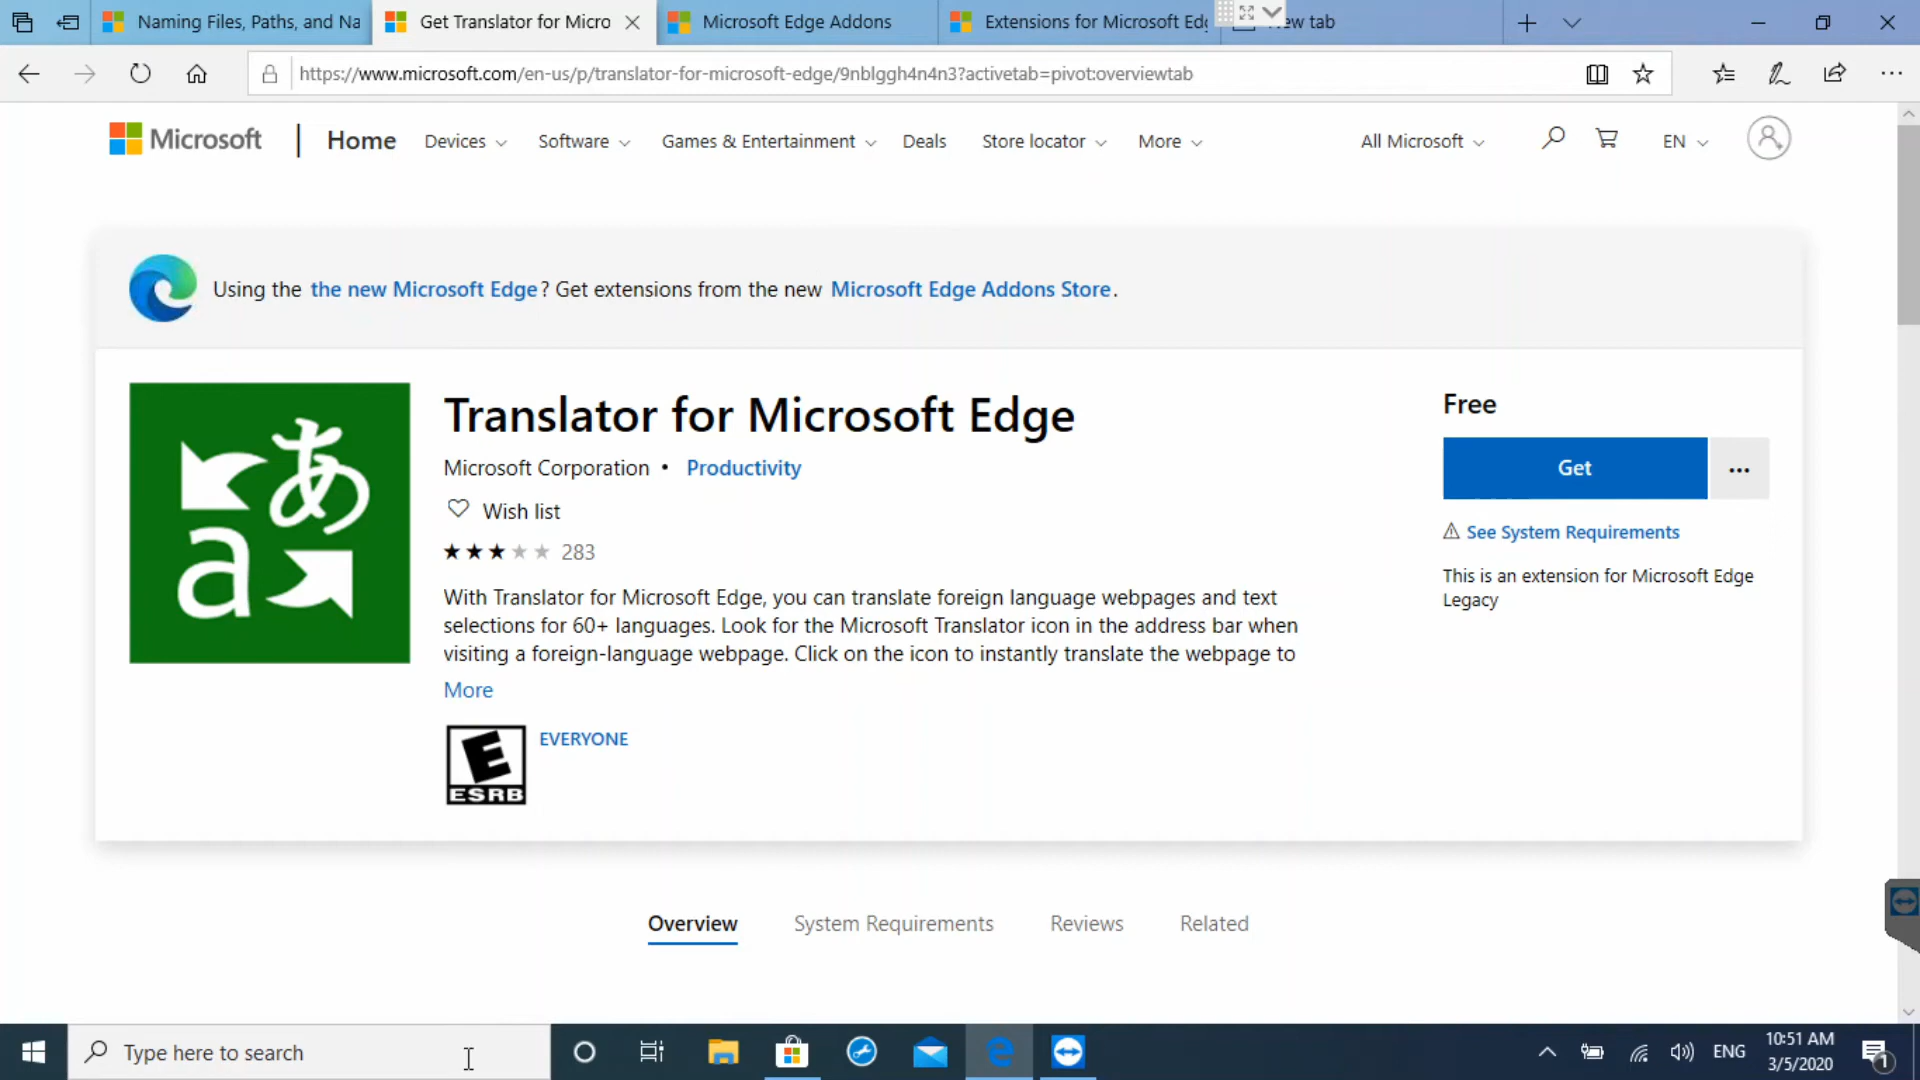 Naming Files, Paths, and Na
Get Translator for Micro
Microsoft Edge Addons
Extensions for Microsoft Edg
w tab
https://www.microsoft.com/en-us/p/translator-for-microsoft-edge/9nblggh4n4n3?activetab=pivot:overviewtab
Microsoft
Home
Devices
Software
Games & Entertainment
Deals
Store locator
More
All Microsoft
EN
Using the the new Microsoft Edge? Get extensions from the new Microsoft Edge Addons Store.
あ
a
Translator for Microsoft Edge
Microsoft Corporation • Productivity
Wish list
283
With Translator for Microsoft Edge, you can translate foreign language webpages and text
selections for 60+ languages. Look for the Microsoft Translator icon in the address bar when
visiting a foreign-language webpage. Click on the icon to instantly translate the webpage to
More
E
ESRB
EVERYONE
Free
Get
See System Requirements
This is an extension for Microsoft Edge
Legacy
Overview
System Requirements
Reviews
Related
Type here to search
ENG
10:51 AM
3/5/2020
1